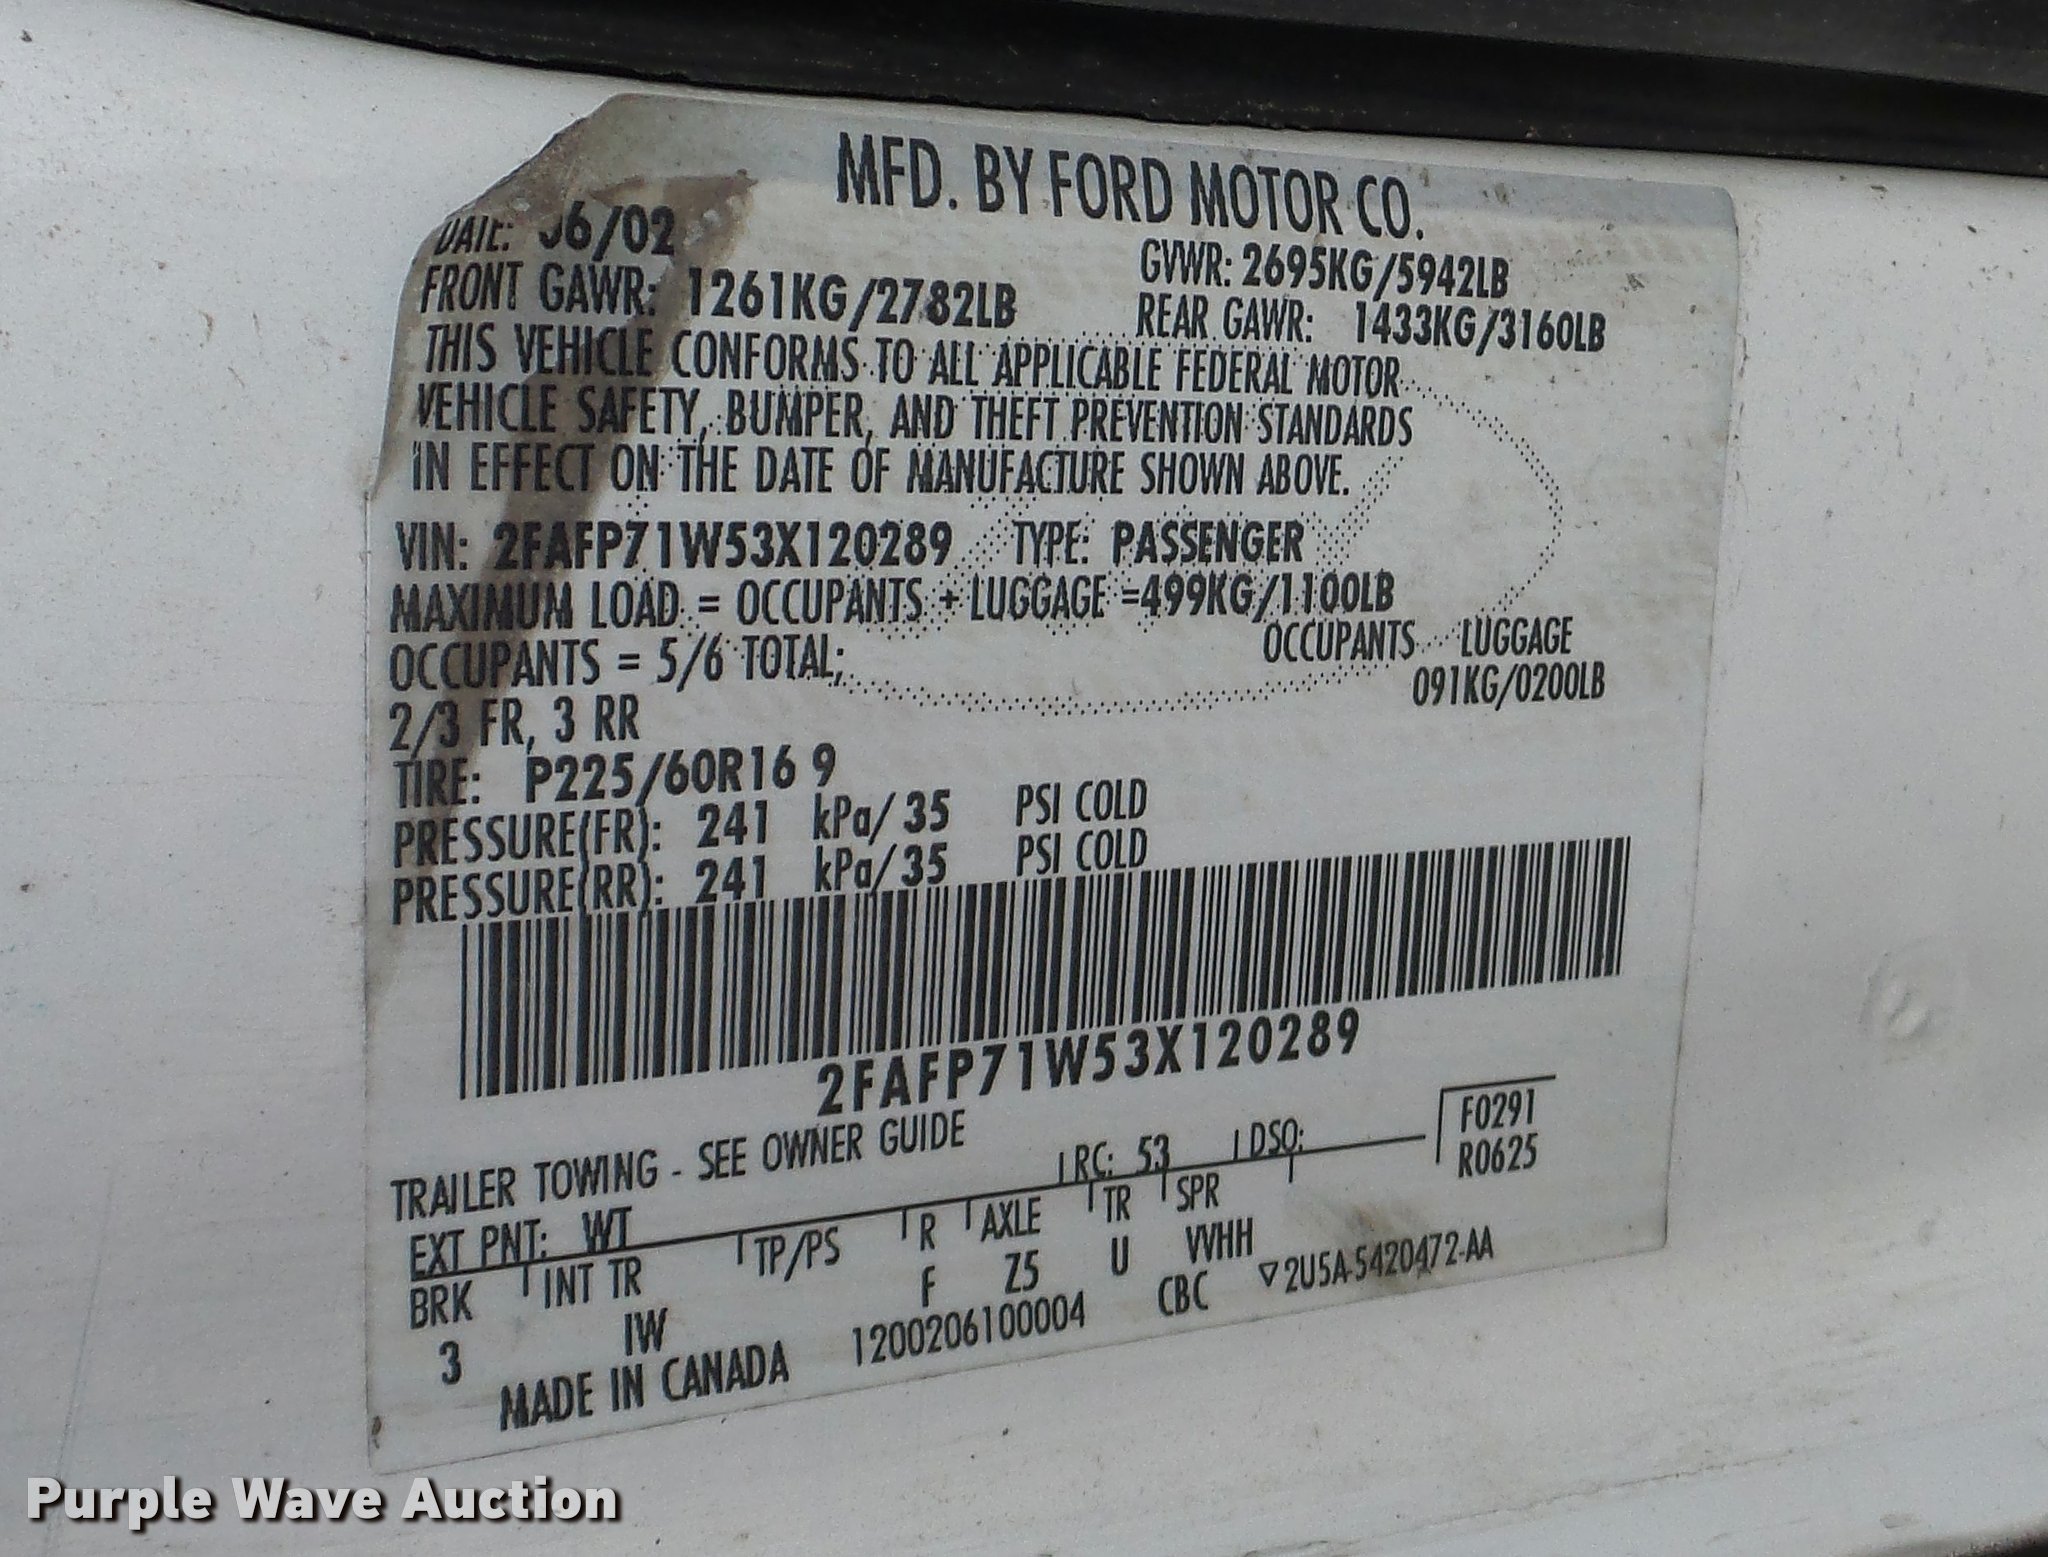 MFD. BY FORD MOTOR CO.
DATE: 06/02
GVWR: 2695KG/5942LB
FRONT GAWR: 1261KG/2782LB
REAR GAWR: 1433KG/3160LB
THIS VEHICLE CONFORMS TO ALL APPLICABLE FEDERAL MOTOR
VEHICLE SAFETY, BUMPER, AND THEFT PREVENTION STANDARDS
IN EFFECT ON THE DATE OF MANUFACTURE SHOWN ABOVE.
VIN: 2FAFP71W53X120289 TYPE: PASSENGER
MAXIMUM LOAD = OCCUPANTS + LUGGAGE =499KG/1100LB
OCCUPANTS = 5/6 TOTAL; OCCUPANTS LUGGAGE
2/3 FR, 3 RR 091KG/0200LB
TIRE: P225/60R16 9
PRESSURE(FR): 241 kPa/ 35 PSI COLD
PRESSURE(RR): 241 kPa/ 35 PSI COLD
2FAFP71W53X120289
TRAILER TOWING - SEE OWNER GUIDE
F0291
R0625
EXT PNT: WT RC: 53 DSO:
BRK INT TR TP/PS R AXLE TR SPR
3 IW F Z5 U VVHH
MADE IN CANADA 1200206100004 CBC ▽2U5A-5420472-AA
Purple Wave Auction